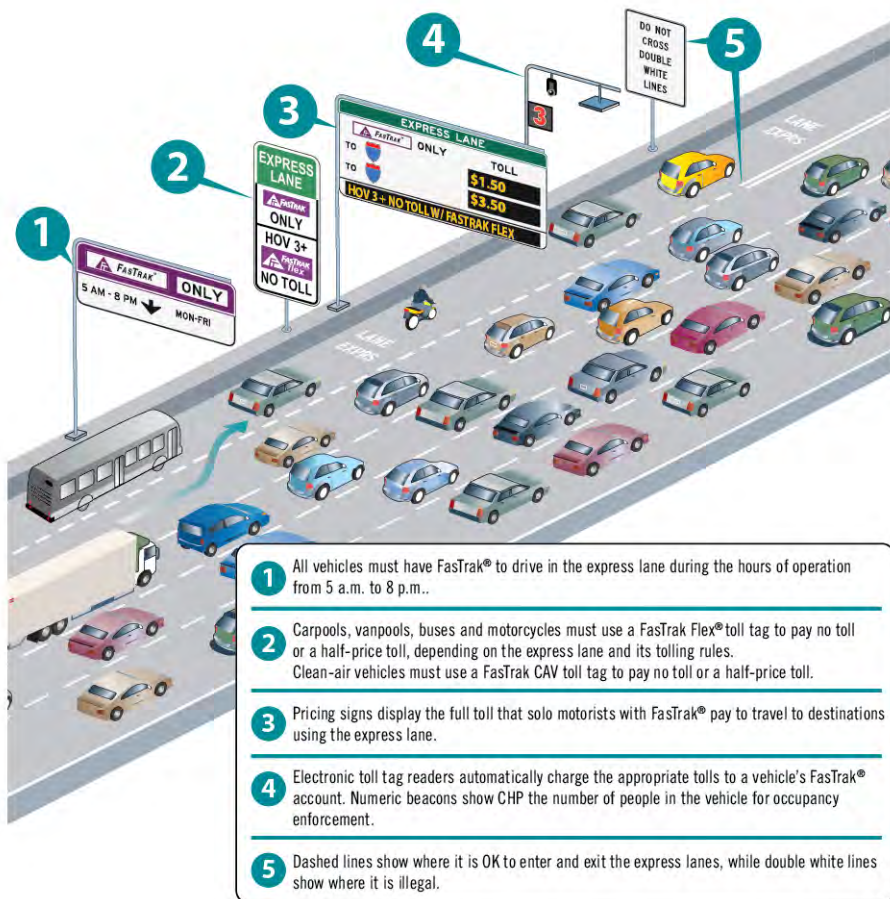 1
FASTRAK® ONLY
5 AM - 8 PM MON-FRI
2
EXPRESS
LANE
FASTRAK
ONLY
HOV 3+
FASTRAK
flex
NO TOLL
3
EXPRESS LANE
FASTRAK® ONLY TOLL
TO $1.50
TO $3.50
HOV 3+ NO TOLL W/ FASTRAK FLEX
4
3
DO NOT
CROSS
DOUBLE
WHITE
LINES
5
LANE
EXPRS
LANE
EXPRS
1 All vehicles must have FasTrak® to drive in the express lane during the hours of operation
from 5 a.m. to 8 p.m..
2 Carpools, vanpools, buses and motorcycles must use a FasTrak Flex® toll tag to pay no toll
or a half-price toll, depending on the express lane and its tolling rules.
Clean-air vehicles must use a FasTrak CAV toll tag to pay no toll or a half-price toll.
3 Pricing signs display the full toll that solo motorists with FasTrak® pay to travel to destinations
using the express lane.
4 Electronic toll tag readers automatically charge the appropriate tolls to a vehicle's FasTrak®
account. Numeric beacons show CHP the number of people in the vehicle for occupancy
enforcement.
5 Dashed lines show where it is OK to enter and exit the express lanes, while double white lines
show where it is illegal.